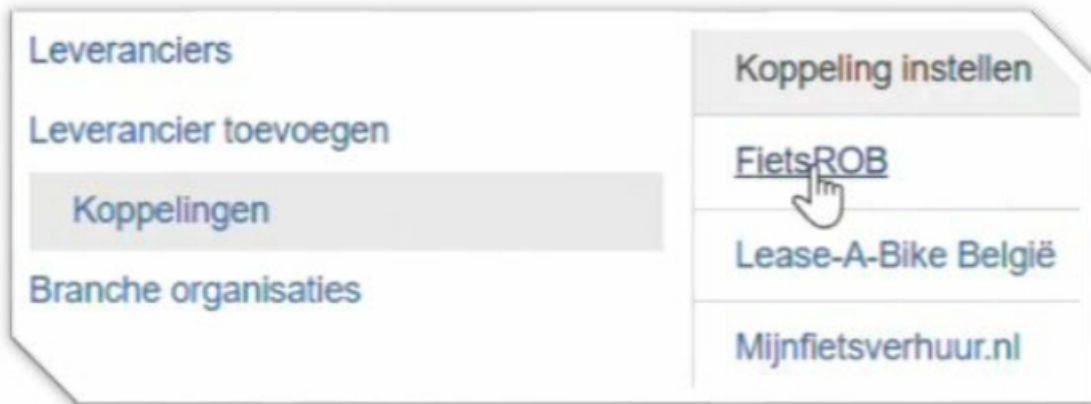 Leveranciers
Leverancier toevoegen
Koppelingen
Branche organisaties
Koppeling instellen
FietsROB
Lease-A-Bike België
Mijnfietsverhuur.nl